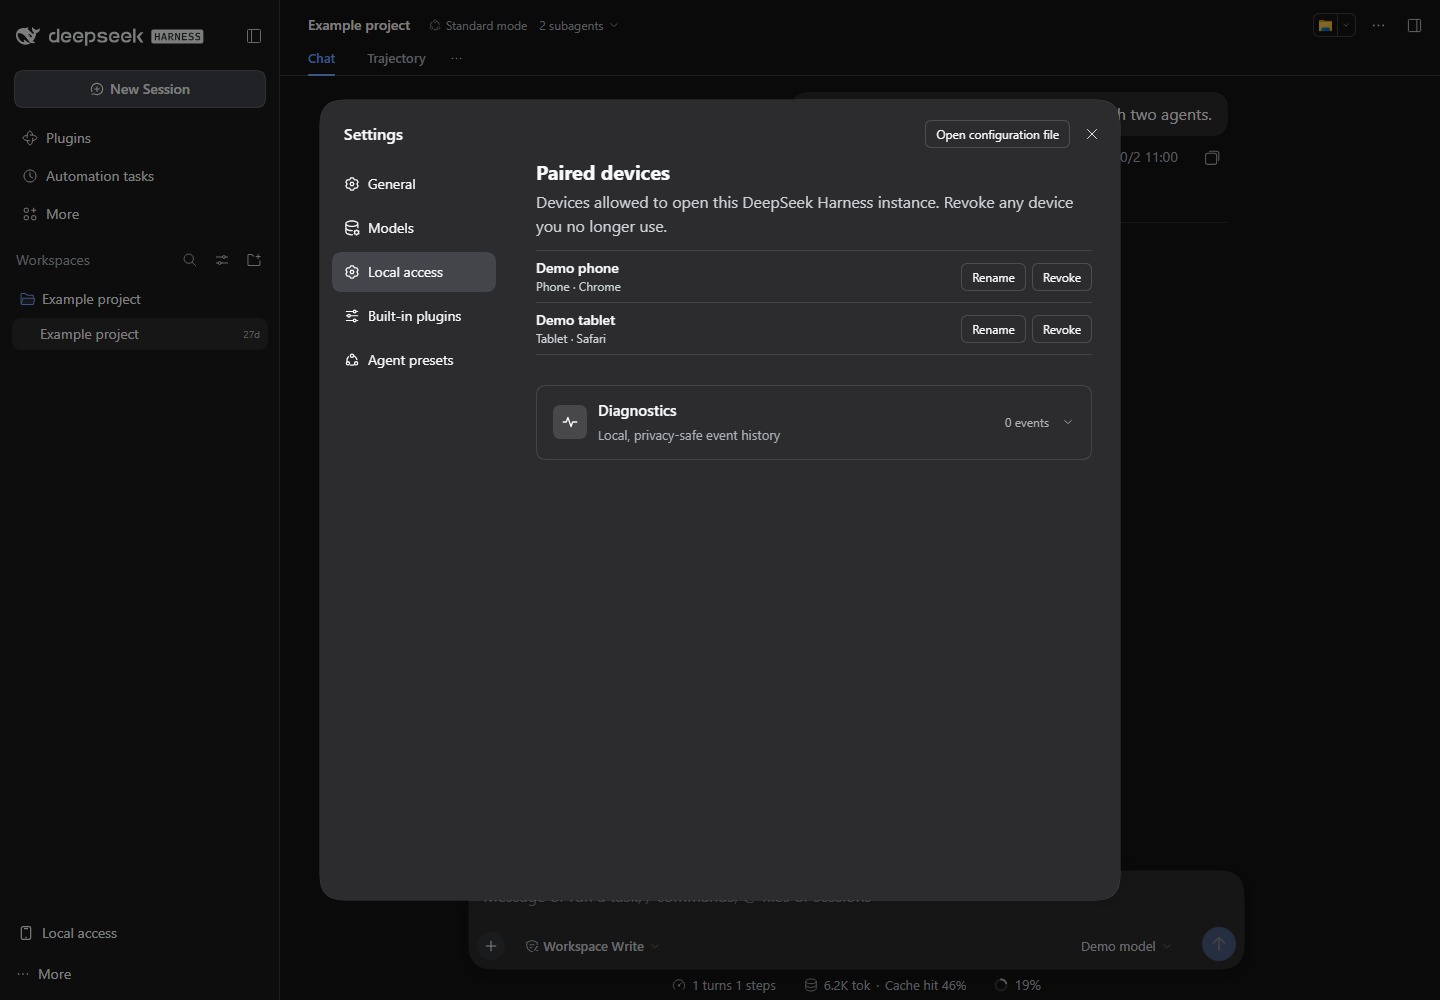 deepseek HARNESS
New Session
Plugins
Automation tasks
More
Workspaces
Example project
Example project 27d
Local access
More
Example project Standard mode 2 subagents
Chat Trajectory
two agents.
11:00
Settings
Open configuration file
General
Models
Local access
Built-in plugins
Agent presets
Paired devices
Devices allowed to open this DeepSeek Harness instance. Revoke any device
you no longer use.
Demo phone
Phone · Chrome
Rename Revoke
Demo tablet
Tablet · Safari
Rename Revoke
Diagnostics
Local, privacy-safe event history
0 events
Workspace Write
Demo model
1 turns 1 steps 6.2K tok · Cache hit 46% 19%